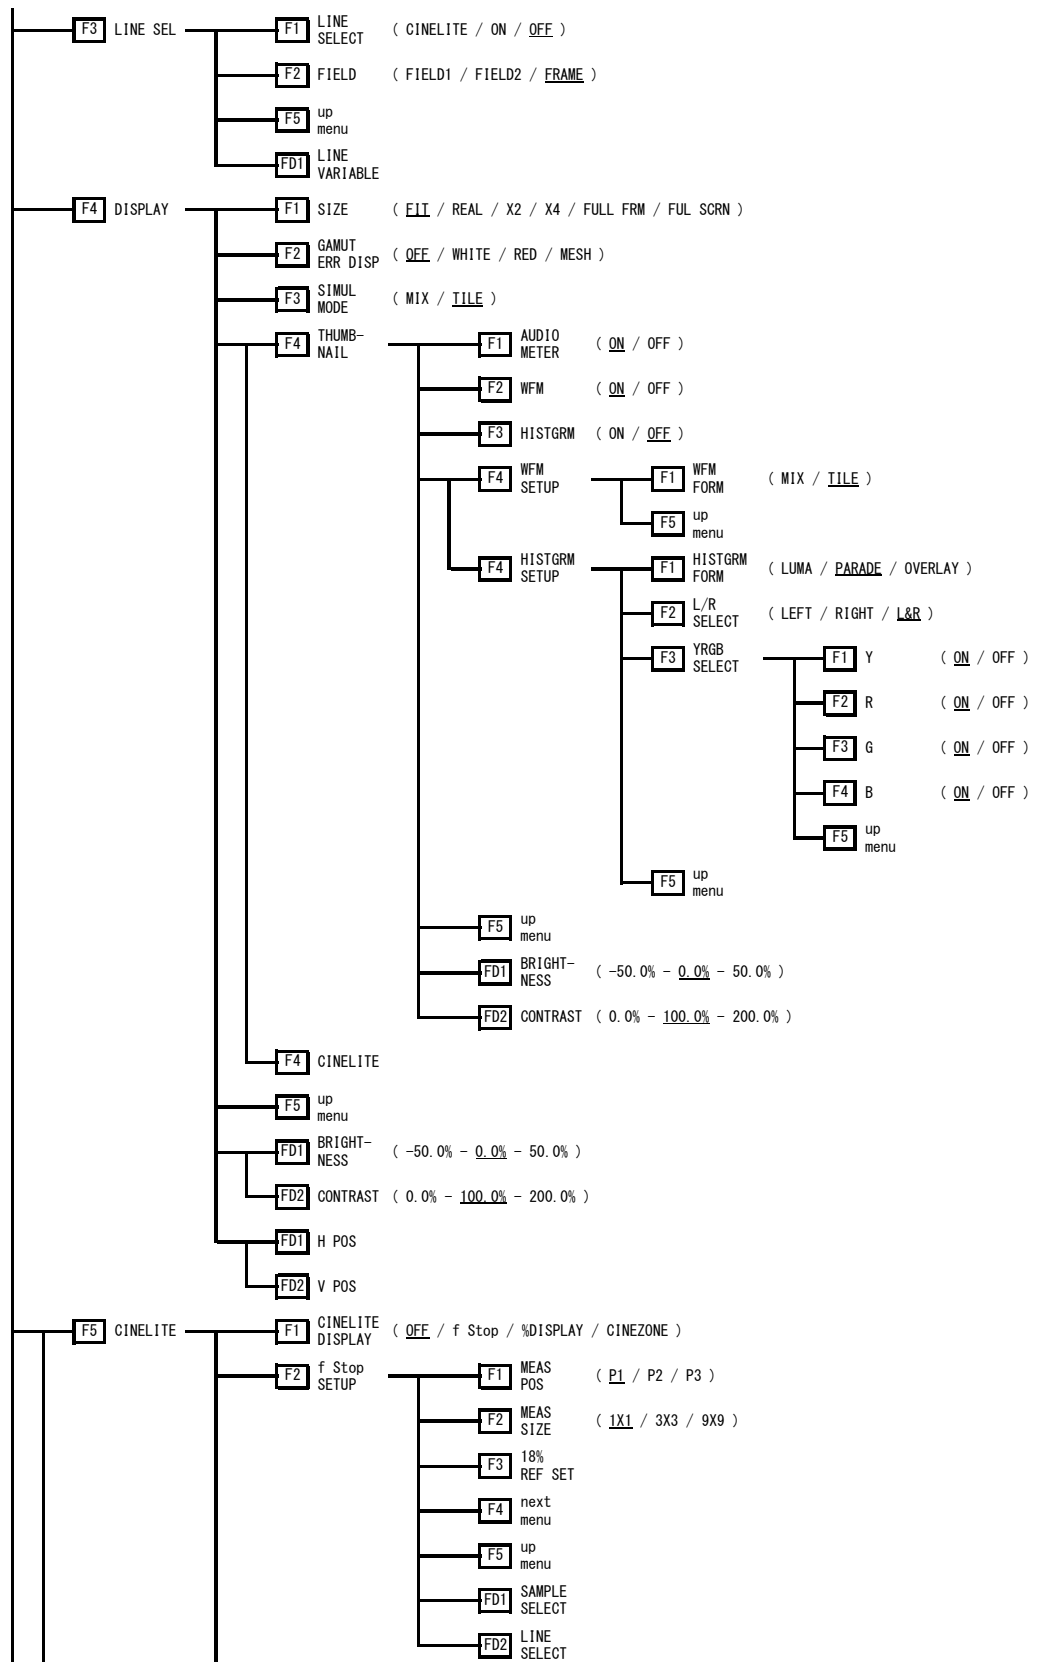 F3 LINE SEL F1 LINE SELECT ( CINELITE / ON / OFF )
F2 FIELD ( FIELD1 / FIELD2 / FRAME )
F5 up menu
FD1 LINE VARIABLE
F4 DISPLAY F1 SIZE ( FIT / REAL / X2 / X4 / FULL FRM / FUL SCRN )
F2 GAMUT ERR DISP ( OFF / WHITE / RED / MESH )
F3 SIMUL MODE ( MIX / TILE )
F4 THUMB-NAIL F1 AUDIO METER ( ON / OFF )
F2 WFM ( ON / OFF )
F3 HISTGRM ( ON / OFF )
F4 WFM SETUP F1 WFM FORM ( MIX / TILE )
F5 up menu
F4 HISTGRM SETUP F1 HISTGRM FORM ( LUMA / PARADE / OVERLAY )
F2 L/R SELECT ( LEFT / RIGHT / L&R )
F3 YRGB SELECT F1 Y ( ON / OFF )
F2 R ( ON / OFF )
F3 G ( ON / OFF )
F4 B ( ON / OFF )
F5 up menu
F5 up menu
F5 up menu
FD1 BRIGHT-NESS ( -50.0% - 0.0% - 50.0% )
FD2 CONTRAST ( 0.0% - 100.0% - 200.0% )
F4 CINELITE
F5 up menu
FD1 BRIGHT-NESS ( -50.0% - 0.0% - 50.0% )
FD2 CONTRAST ( 0.0% - 100.0% - 200.0% )
FD1 H POS
FD2 V POS
F5 CINELITE F1 CINELITE DISPLAY ( OFF / f Stop / %DISPLAY / CINEZONE )
F2 f Stop SETUP F1 MEAS POS ( P1 / P2 / P3 )
F2 MEAS SIZE ( 1X1 / 3X3 / 9X9 )
F3 18% REF SET
F4 next menu
F5 up menu
FD1 SAMPLE SELECT
FD2 LINE SELECT